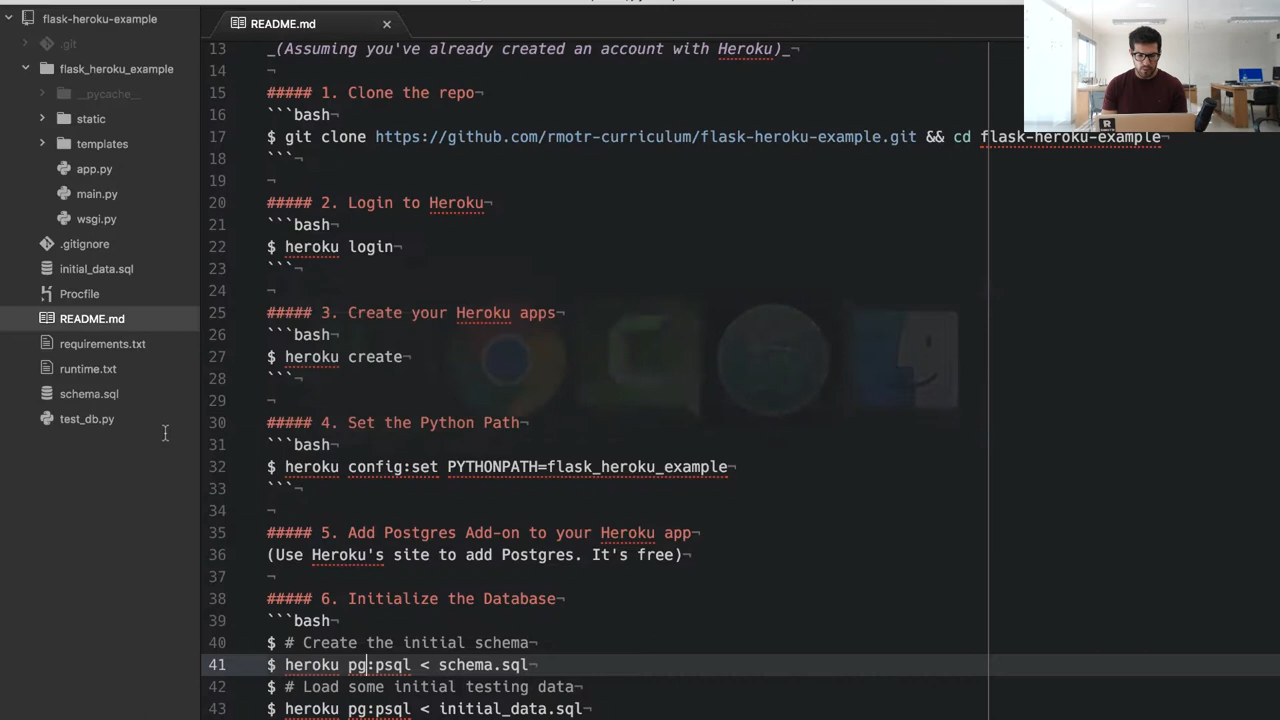 flask-heroku-example
.git
flask_heroku_example
__pycache__
static
templates
app.py
main.py
wsgi.py
.gitignore
initial_data.sql
Procfile
README.md
requirements.txt
runtime.txt
schema.sql
test_db.py
README.md
13 _(Assuming you've already created an account with Heroku)_¬
14 ¬
15 ##### 1. Clone the repo¬
16 ```bash¬
17 $ git clone https://github.com/rmotr-curriculum/flask-heroku-example.git && cd flask-heroku-example¬
18 ```¬
19 ¬
20 ##### 2. Login to Heroku¬
21 ```bash¬
22 $ heroku login¬
23 ```¬
24 ¬
25 ##### 3. Create your Heroku apps¬
26 ```bash¬
27 $ heroku create¬
28 ```¬
29 ¬
30 ##### 4. Set the Python Path¬
31 ```bash¬
32 $ heroku config:set PYTHONPATH=flask_heroku_example¬
33 ```¬
34 ¬
35 ##### 5. Add Postgres Add-on to your Heroku app¬
36 (Use Heroku's site to add Postgres. It's free)¬
37 ¬
38 ##### 6. Initialize the Database¬
39 ```bash¬
40 $ # Create the initial schema¬
41 $ heroku pg:psql < schema.sql¬
42 $ # Load some initial testing data¬
43 $ heroku pg:psql < initial_data.sql¬